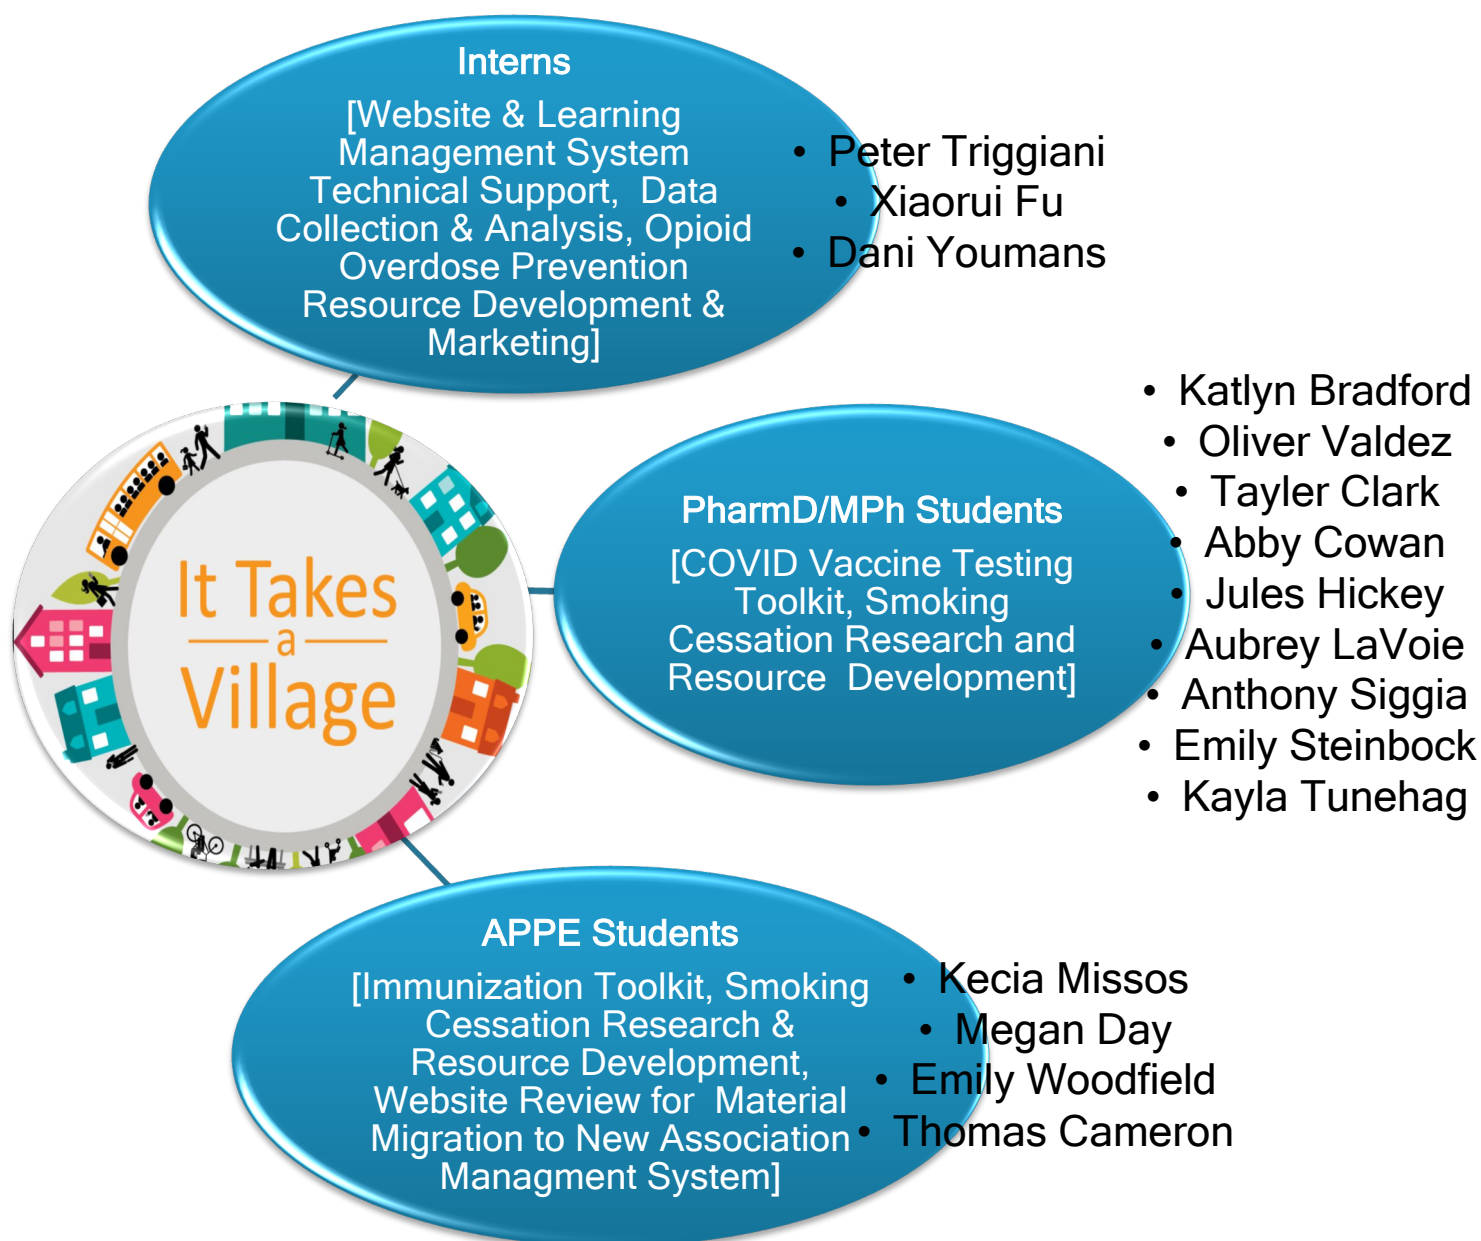 Interns
[Website & Learning
Management System
Technical Support, Data
Collection & Analysis, Opioid
Overdose Prevention
Resource Development &
Marketing]
• Peter Triggiani
• Xiaorui Fu
• Dani Youmans
It Takes
a
Village
PharmD/MPh Students
[COVID Vaccine Testing
Toolkit, Smoking
Cessation Research and
Resource Development]
• Katlyn Bradford
• Oliver Valdez
• Tayler Clark
• Abby Cowan
• Jules Hickey
• Aubrey LaVoie
• Anthony Siggia
• Emily Steinbock
• Kayla Tunehag
APPE Students
[Immunization Toolkit, Smoking
Cessation Research &
Resource Development,
Website Review for Material
Migration to New Association
Managment System]
• Kecia Missos
• Megan Day
• Emily Woodfield
• Thomas Cameron